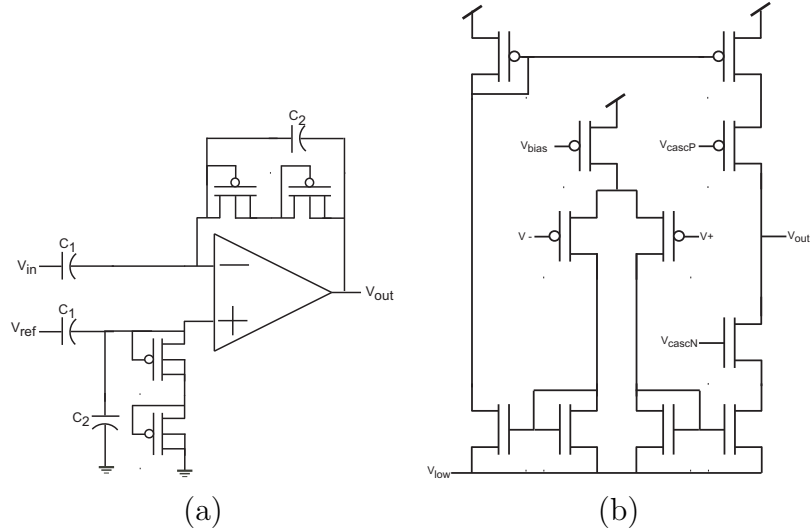 C2
C1
Vin
Vout
C1
Vref
C2
(a)
Vbias
VcascP
V -
V+
Vout
VcascN
Vlow
(b)